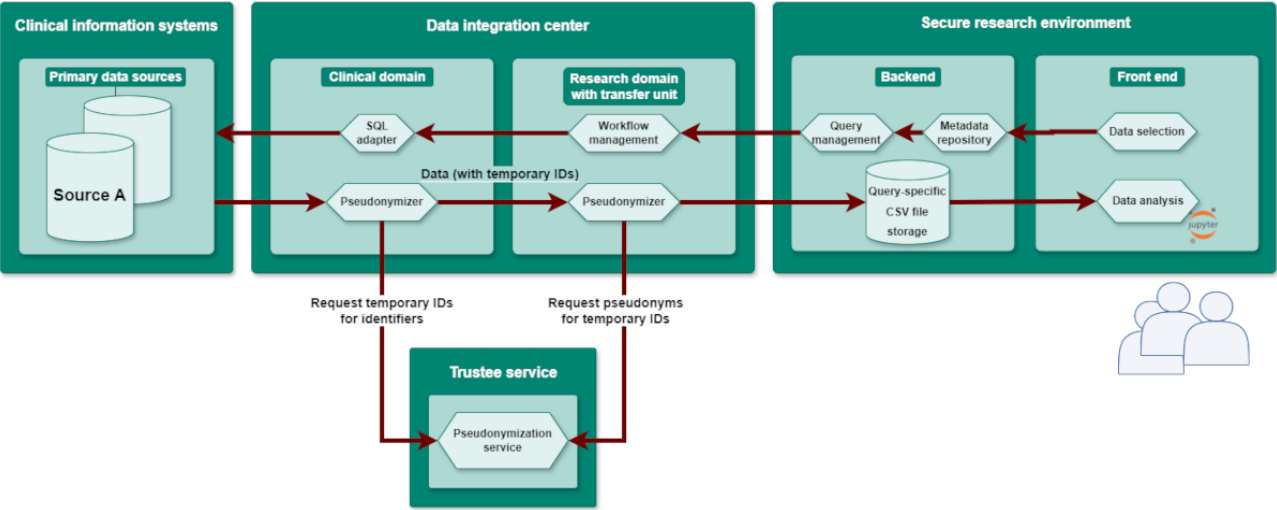 Clinical information systems
Data integration center
Secure research environment
Primary data sources
Clinical domain
Research domain
with transfer unit
Backend
Front end
SQL
adapter
Workflow
management
Query
management
Metadata
repository
Data selection
Data (with temporary IDs)
Source A
Pseudonymizer
Pseudonymizer
Query-specific
CSV file
storage
Data analysis
jupyter
Request temporary IDs
for identifiers
Request pseudonyms
for temporary IDs
Trustee service
Pseudonymization
service